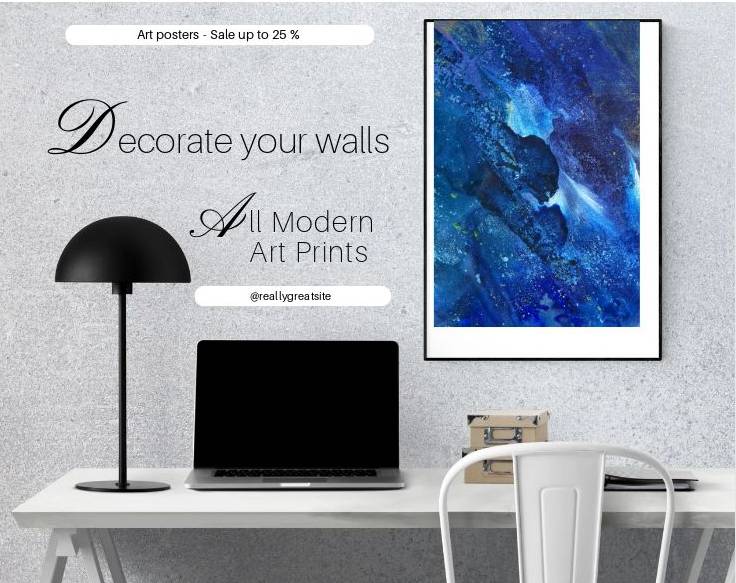 Art posters - Sale up to 25 %
Decorate your walls
All Modern
Art Prints
@reallygreatsite